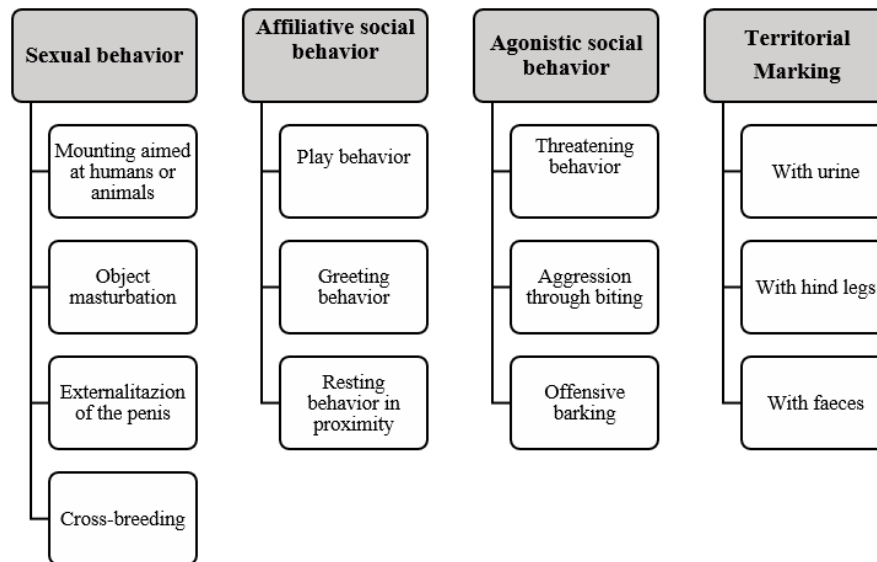 Sexual behavior
Mounting aimed
at humans or
animals
Object
masturbation
Externalitazion
of the penis
Cross-breeding
Affiliative social
behavior
Play behavior
Greeting
behavior
Resting
behavior in
proximity
Agonistic social
behavior
Threatening
behavior
Aggression
through biting
Offensive
barking
Territorial
Marking
With urine
With hind legs
With faeces